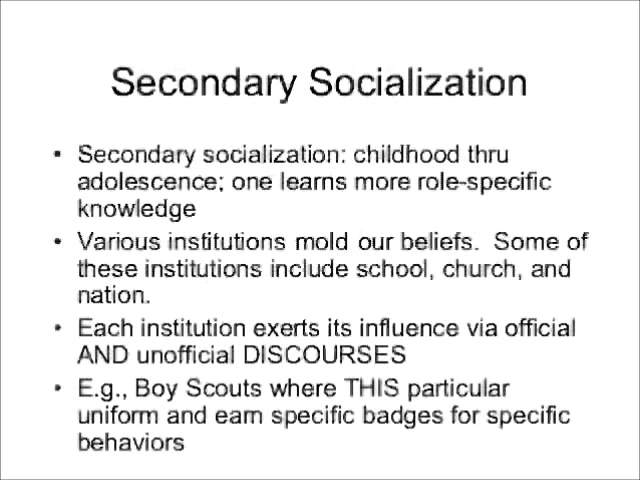 Secondary Socialization
• Secondary socialization: childhood thru
adolescence; one learns more role-specific
knowledge
• Various institutions mold our beliefs.  Some of
these institutions include school, church, and
nation.
• Each institution exerts its influence via official
AND unofficial DISCOURSES
• E.g., Boy Scouts where THIS particular
uniform and earn specific badges for specific
behaviors